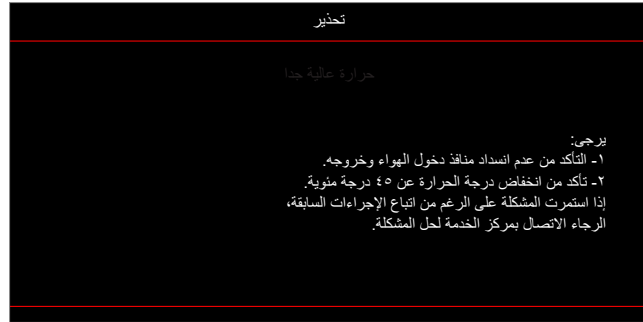 تحذير
حرارة عالية جدا
يرجى:
١- التأكد من عدم انسداد منافذ دخول الهواء وخروجه.
٢- تأكد من انخفاض درجة الحرارة عن ٤٥ درجة مئوية.
إذا استمرت المشكلة على الرغم من اتباع الإجراءات السابقة،
الرجاء الاتصال بمركز الخدمة لحل المشكلة.